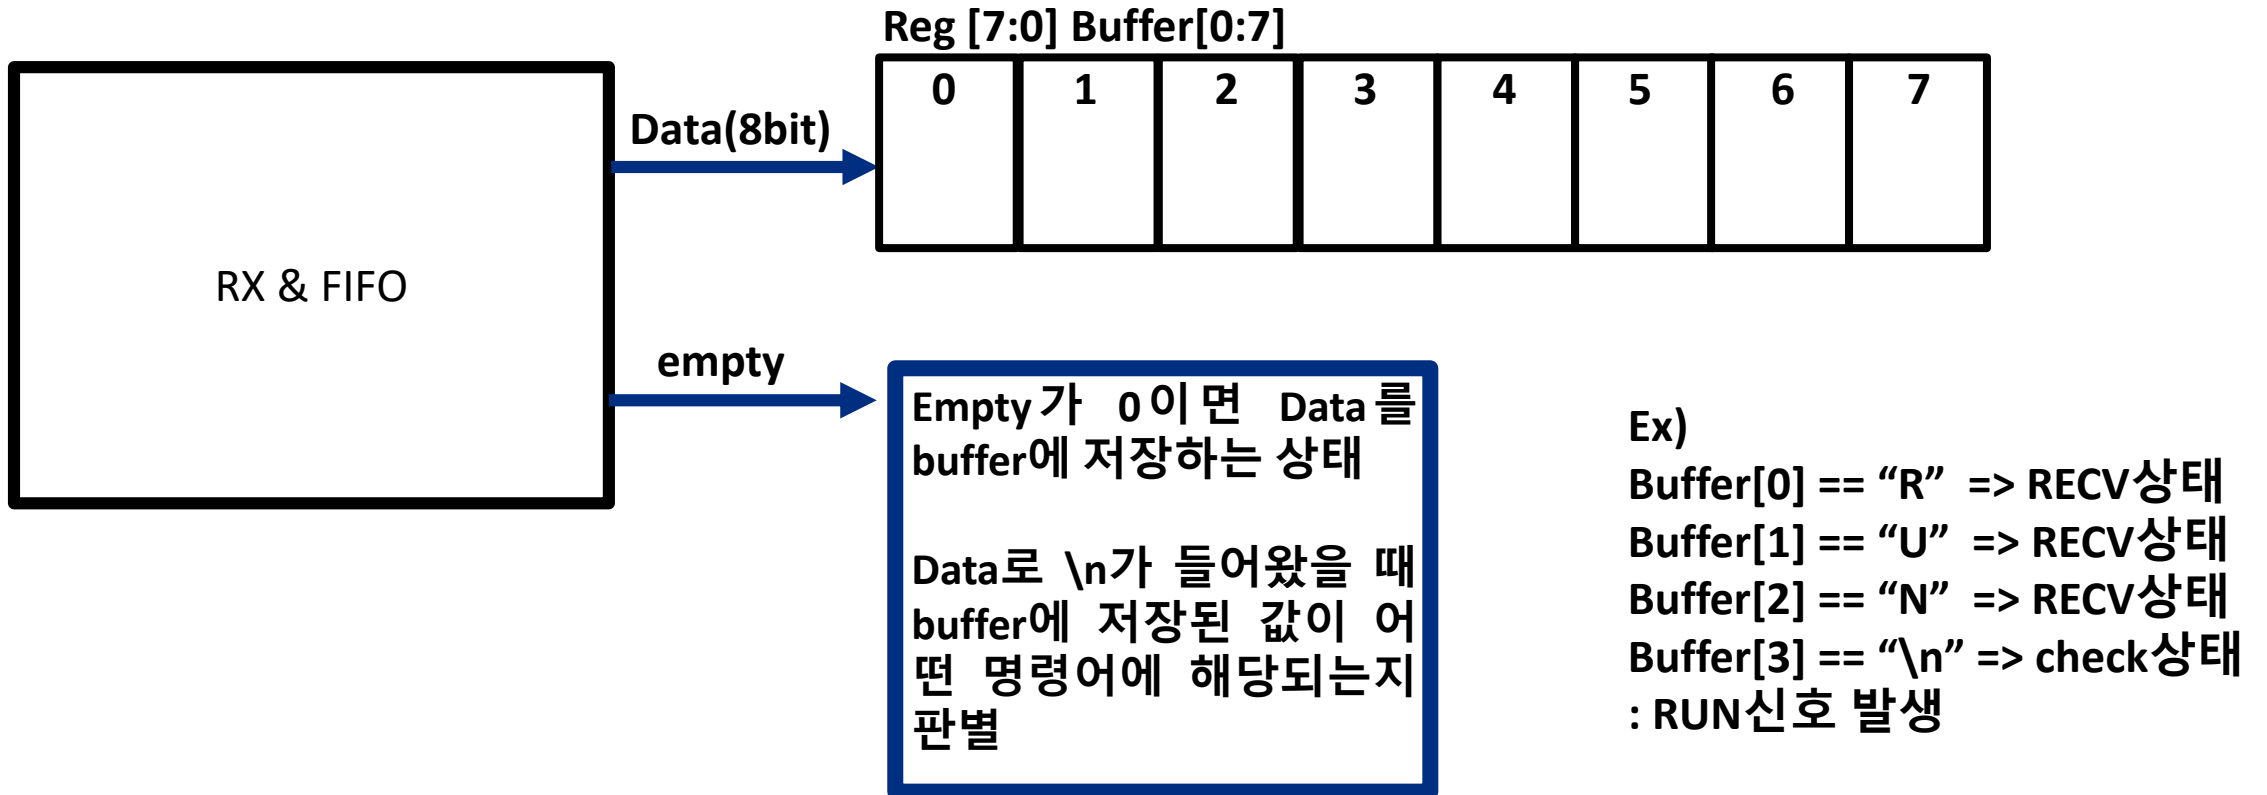 Reg [7:0] Buffer[0:7]
0 1 2 3 4 5 6 7
Data(8bit)
RX & FIFO
empty
Empty가 0이면 Data를
buffer에 저장하는 상태
Data로 \n가 들어왔을 때
buffer에 저장된 값이 어
떤 명령어에 해당되는지
판별
Ex)
Buffer[0] == “R” => RECV상태
Buffer[1] == “U” => RECV상태
Buffer[2] == “N” => RECV상태
Buffer[3] == “\n” => check상태
: RUN신호 발생